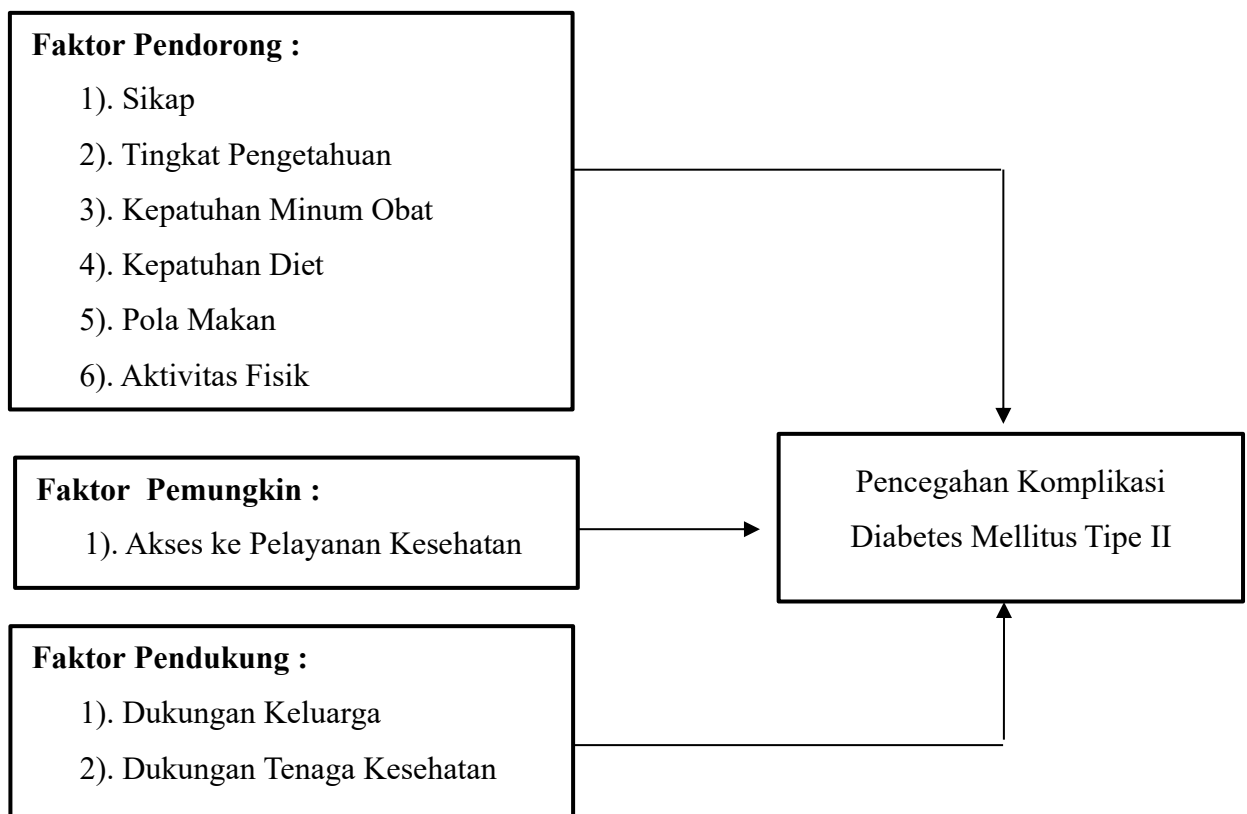 Faktor Pendorong :
1). Sikap
2). Tingkat Pengetahuan
3). Kepatuhan Minum Obat
4). Kepatuhan Diet
5). Pola Makan
6). Aktivitas Fisik
Faktor Pemungkin :
1). Akses ke Pelayanan Kesehatan
Pencegahan Komplikasi
Diabetes Mellitus Tipe II
Faktor Pendukung :
1). Dukungan Keluarga
2). Dukungan Tenaga Kesehatan